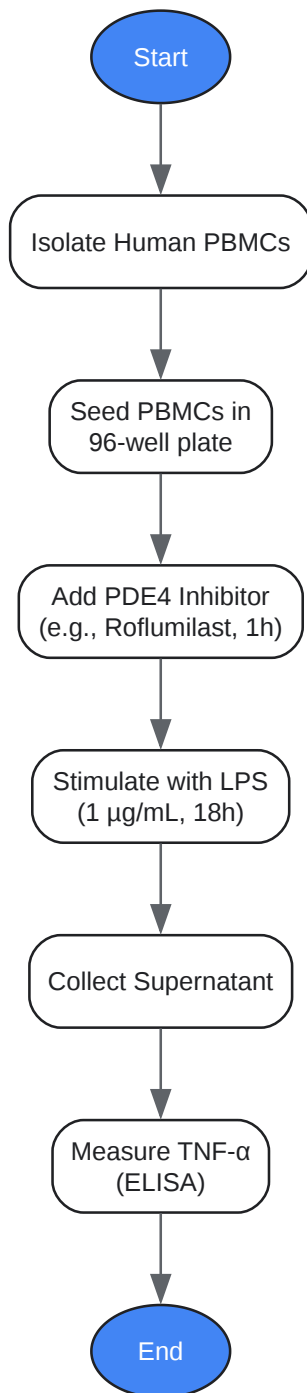 Start
Isolate Human PBMCs
Seed PBMCs in
96-well plate
Add PDE4 Inhibitor
(e.g., Roflumilast, 1h)
Stimulate with LPS
(1 µg/mL, 18h)
Collect Supernatant
Measure TNF-α
(ELISA)
End